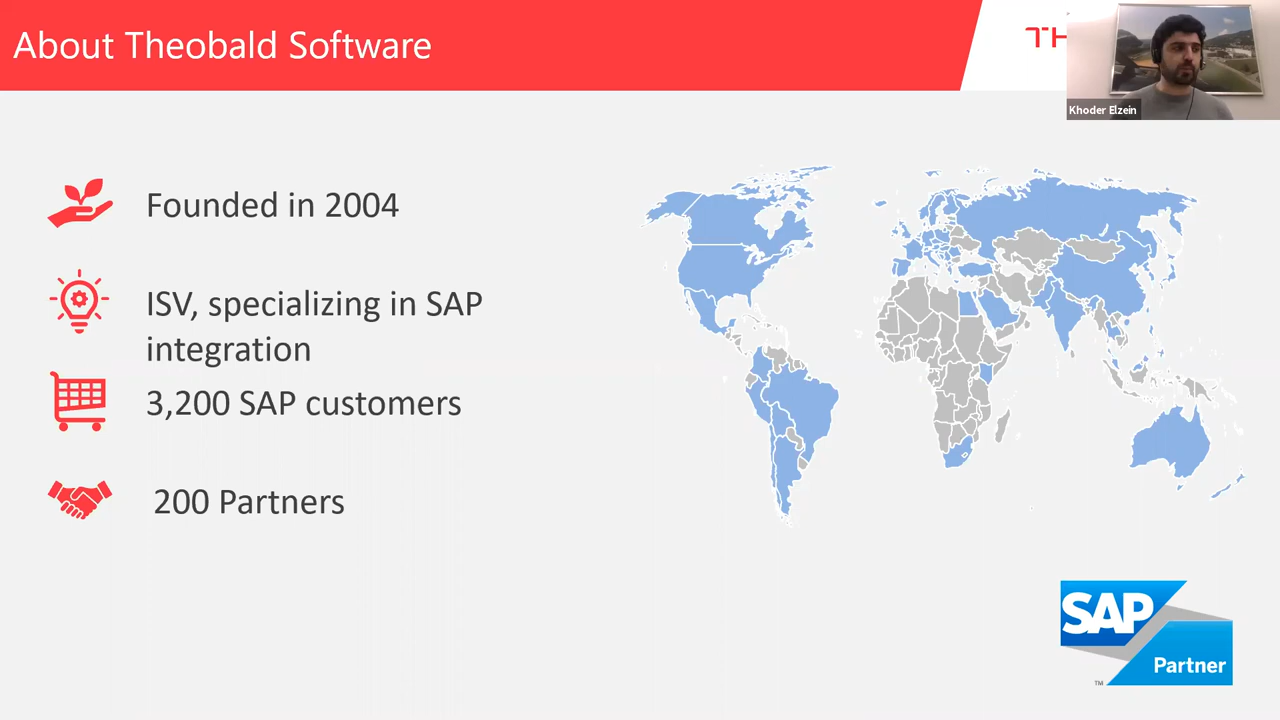 About Theobald Software
TH
Khoder Elzein
Founded in 2004
ISV, specializing in SAP
integration
3,200 SAP customers
200 Partners
SAP
Partner
TM